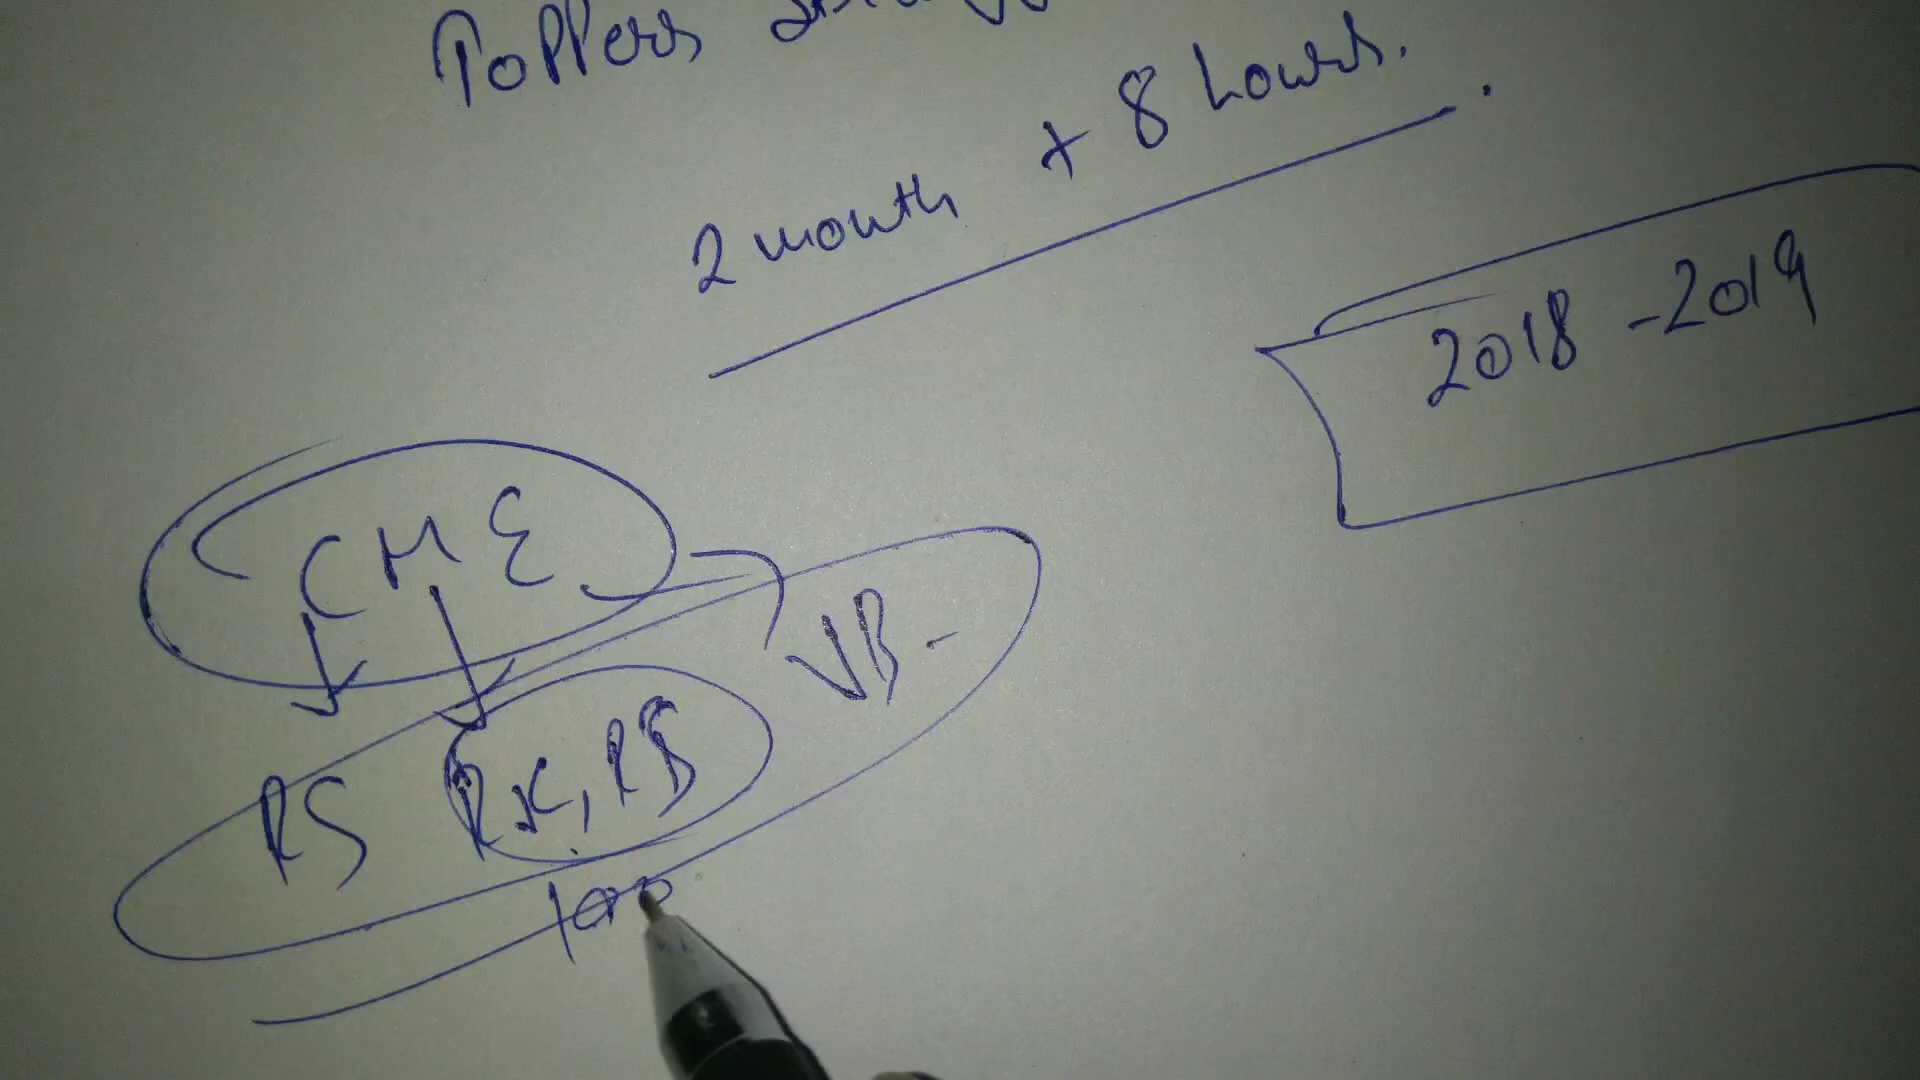 Toppers
2 month + 8 hours.
2018 - 2019
CME
VB -
RS RK, RB
100